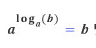 a^{log_a(b)} = b